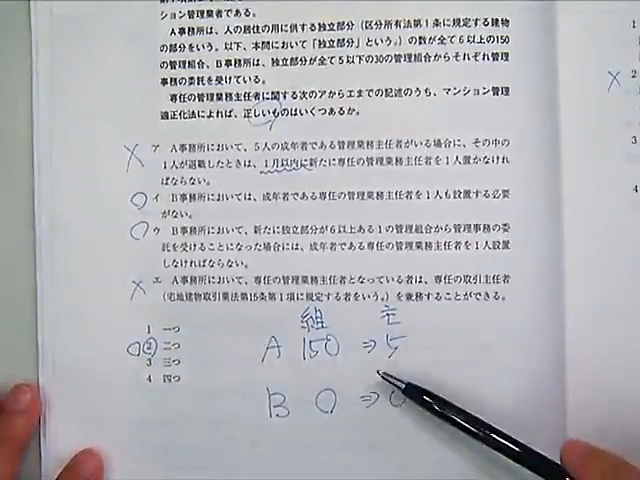 ション管理業者である。
A事務所は、人の居住の用に供する独立部分(区分所有法第1条に規定する建物
の部分をいう。以下、本問において「独立部分」という。)の数が全て6以上の150
の管理組合、B事務所は、独立部分が全て5以下の30の管理組合からそれぞれ管理
事務の委託を受けている。
専任の管理業務主任者に関する次のアからエまでの記述のうち、マンション管理
適正化法によれば、正しいものはいくつあるか。
× ア A事務所において、5人の成年者である管理業務主任者がいる場合に、その中の
1人が退職したときは、1月以内に新たに専任の管理業務主任者を1人置かなけれ
ばならない。
○ イ B事務所においては、成年者である専任の管理業務主任者を1人も設置する必要
がない。
○ ウ B事務所において、新たに独立部分が6以上ある1の管理組合から管理事務の委
託を受けることになった場合には、成年者である専任の管理業務主任者を1人設置
しなければならない。
× エ A事務所において、専任の管理業務主任者となっている者は、専任の取引主任者
(宅地建物取引業法第15条第1項に規定する者をいう。)を兼務することができる。
1 一つ
2 二つ
3 三つ
4 四つ
組 主
A 150 ⇒ 5
B 0 ⇒ 0
1
× 2
3
4